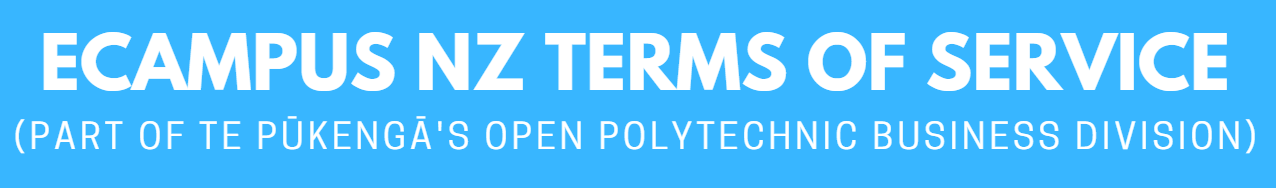 ECAMPUS NZ TERMS OF SERVICE
(PART OF TE PŪKENGĀ'S OPEN POLYTECHNIC BUSINESS DIVISION)